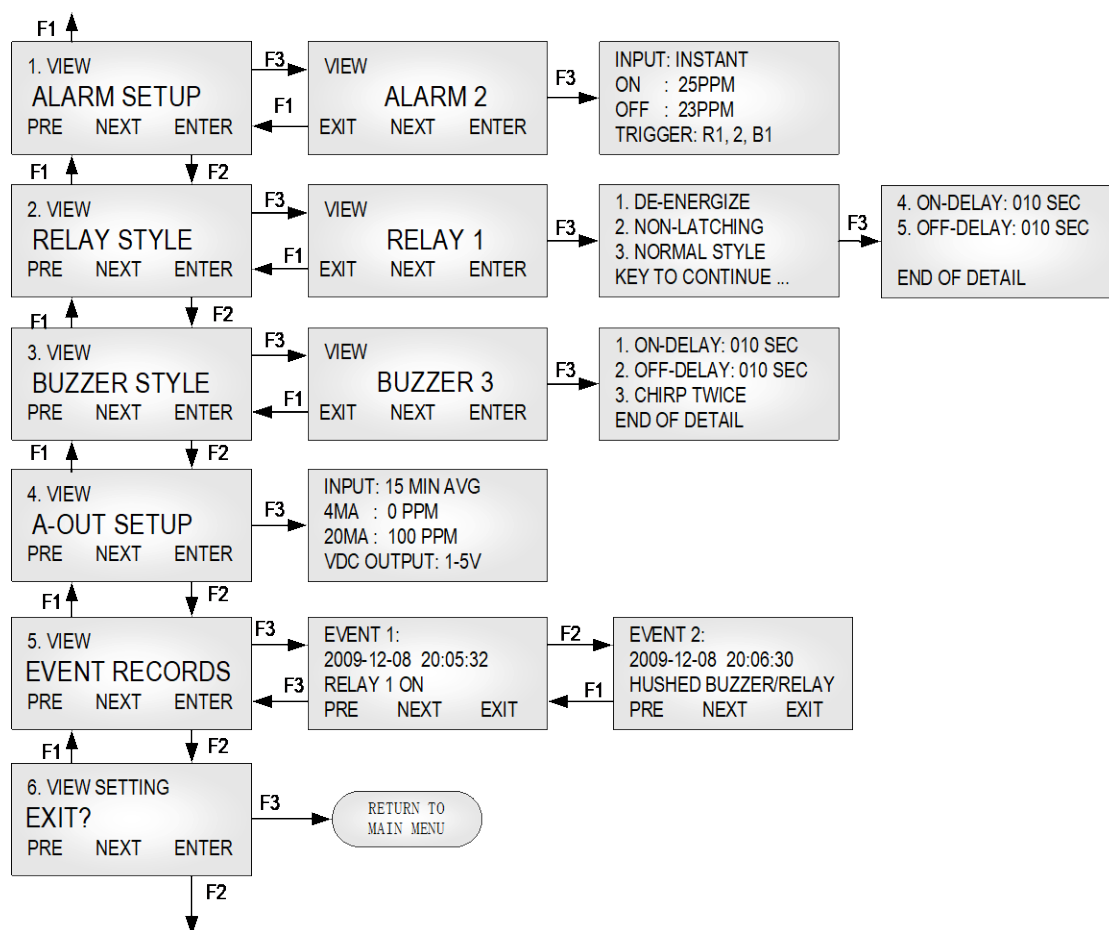 F1
1. VIEW
ALARM SETUP
PRE NEXT ENTER
F3
F1
VIEW
ALARM 2
EXIT NEXT ENTER
F3
INPUT: INSTANT
ON : 25PPM
OFF : 23PPM
TRIGGER: R1, 2, B1
F1
F2
2. VIEW
RELAY STYLE
PRE NEXT ENTER
F3
F1
VIEW
RELAY 1
EXIT NEXT ENTER
F3
1. DE-ENERGIZE
2. NON-LATCHING
3. NORMAL STYLE
KEY TO CONTINUE ...
F3
4. ON-DELAY: 010 SEC
5. OFF-DELAY: 010 SEC
END OF DETAIL
F1
F2
3. VIEW
BUZZER STYLE
PRE NEXT ENTER
F3
F1
VIEW
BUZZER 3
EXIT NEXT ENTER
F3
1. ON-DELAY: 010 SEC
2. OFF-DELAY: 010 SEC
3. CHIRP TWICE
END OF DETAIL
F1
F2
4. VIEW
A-OUT SETUP
PRE NEXT ENTER
F3
INPUT: 15 MIN AVG
4MA : 0 PPM
20MA : 100 PPM
VDC OUTPUT: 1-5V
F1
F2
5. VIEW
EVENT RECORDS
PRE NEXT ENTER
F3
F3
EVENT 1:
2009-12-08 20:05:32
RELAY 1 ON
PRE NEXT EXIT
F2
F1
EVENT 2:
2009-12-08 20:06:30
HUSHED BUZZER/RELAY
PRE NEXT EXIT
F1
F2
6. VIEW SETTING
EXIT?
PRE NEXT ENTER
F3
RETURN TO
MAIN MENU
F2